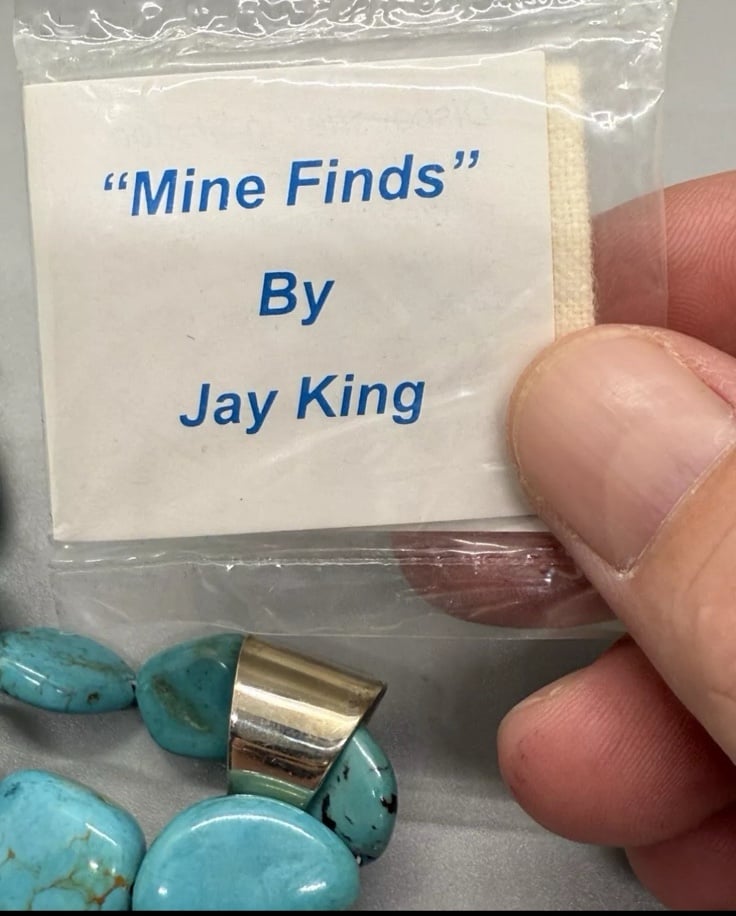 “Mine Finds”
By
Jay King